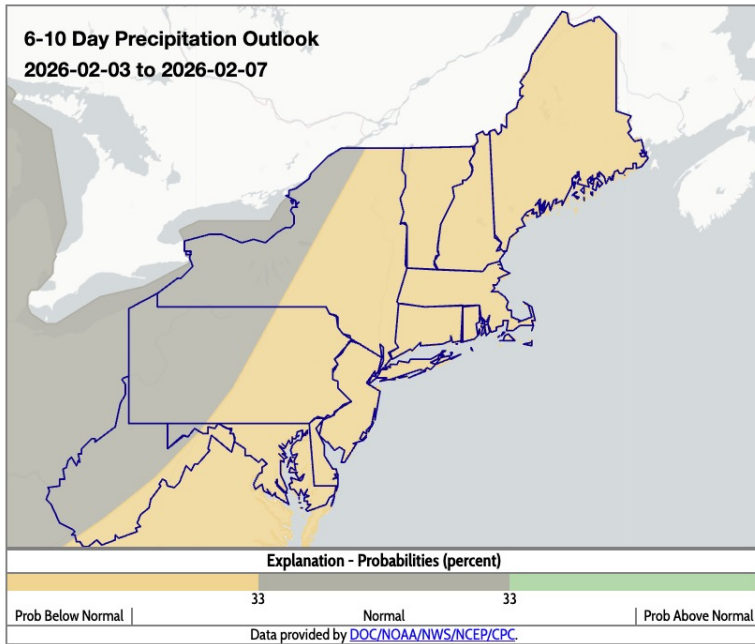 6-10 Day Precipitation Outlook
2026-02-03 to 2026-02-07
Explanation - Probabilities (percent)
33 33
Prob Below Normal Normal Prob Above Normal
Data provided by DOC/NOAA/NWS/NCEP/CPC.